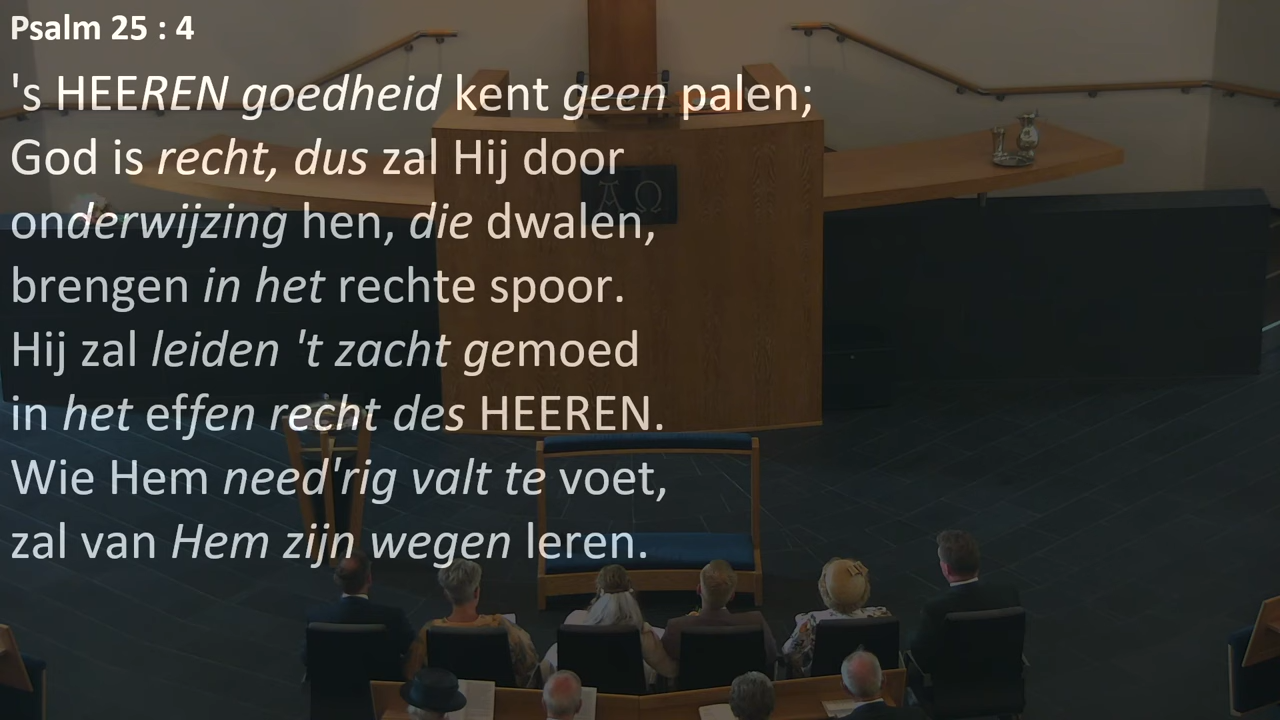 Psalm 25 : 4
's HEEREN goedheid kent geen palen;
God is recht, dus zal Hij door
onderwijzing hen, die dwalen,
brengen in het rechte spoor.
Hij zal leiden 't zacht gemoed
in het effen recht des HEEREN.
Wie Hem need'rig valt te voet,
zal van Hem zijn wegen leren.
ΑΩ